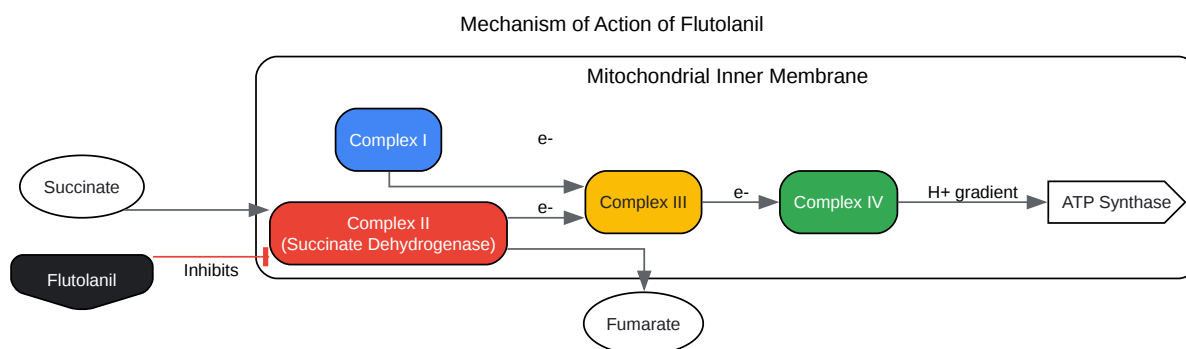 Mechanism of Action of Flutolanil
Mitochondrial Inner Membrane
Complex I
e-
Succinate
Complex II
(Succinate Dehydrogenase)
e-
Complex III
e-
Complex IV
H+ gradient
ATP Synthase
Flutolanil
Inhibits
Fumarate